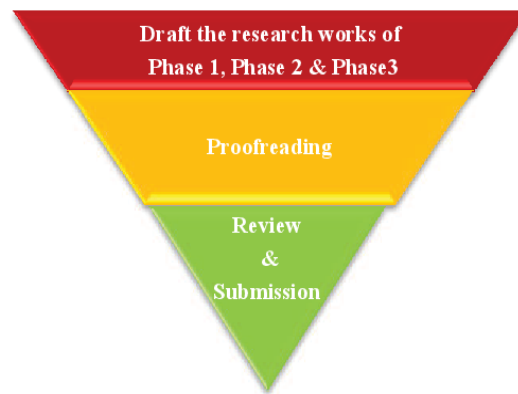 Draft the research works of
Phase 1, Phase 2 & Phase3
Proofreading
Review
&
Submission